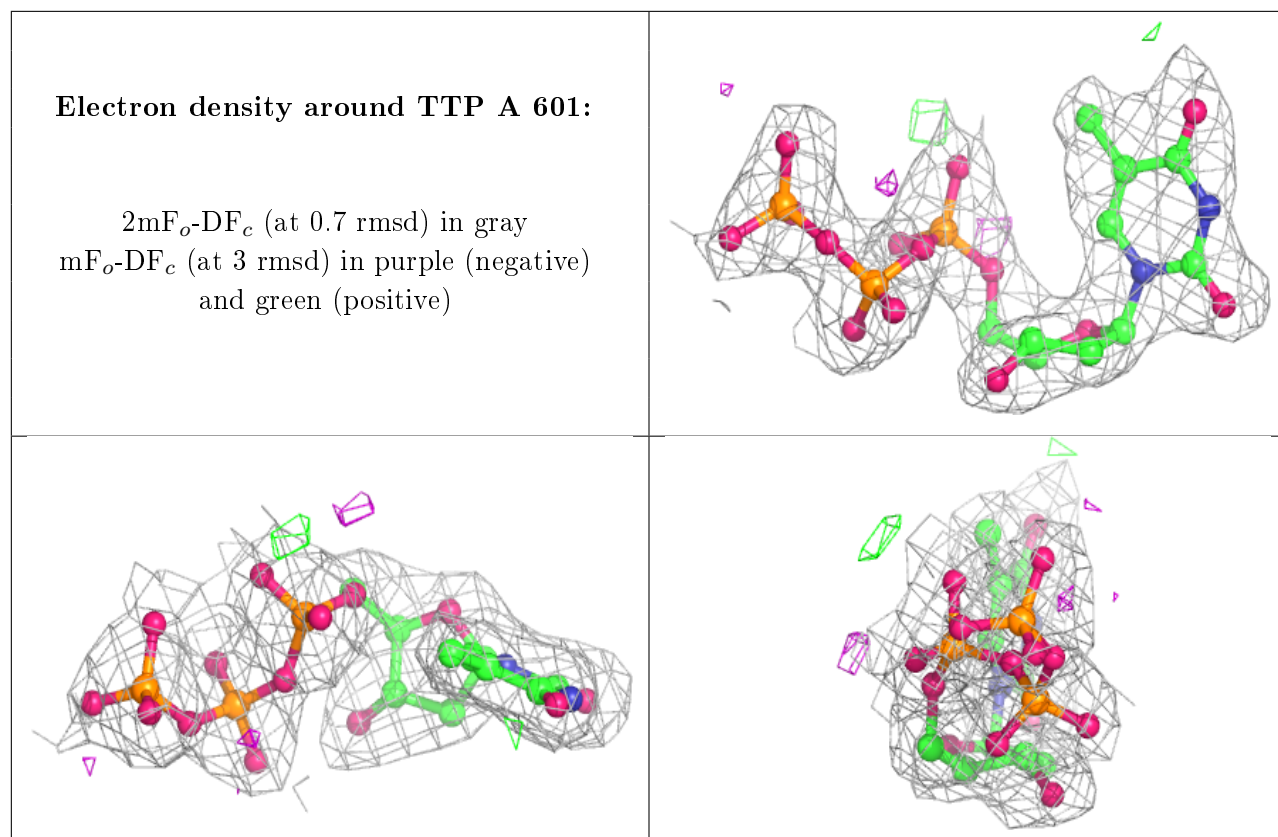 Electron density around TTP A 601:
2mFₒ-DF𝒸 (at 0.7 rmsd) in gray
mFₒ-DF𝒸 (at 3 rmsd) in purple (negative)
and green (positive)